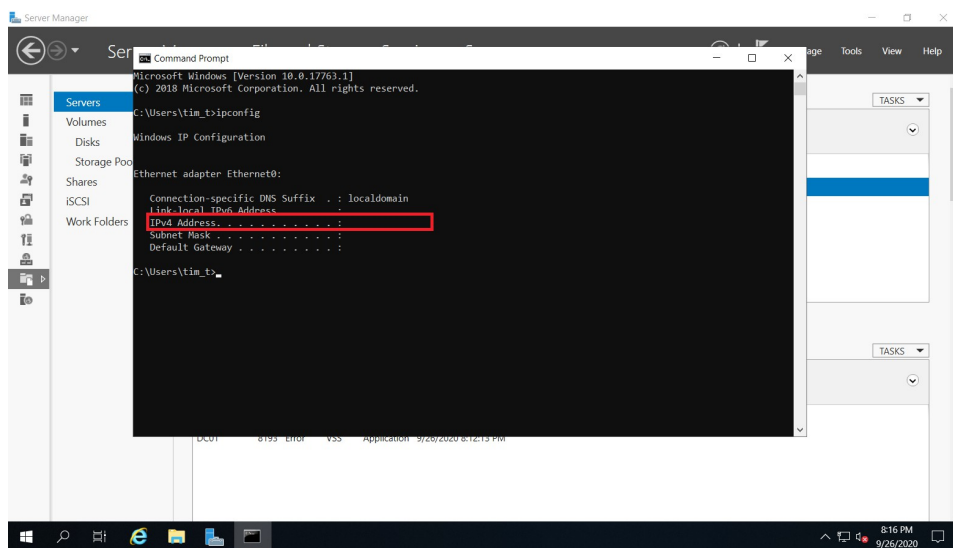 Server Manager
Ser
Command Prompt
age Tools View Help
Microsoft Windows [Version 10.0.17763.1]
(c) 2018 Microsoft Corporation. All rights reserved.
C:\Users\tim_t>ipconfig
Windows IP Configuration
Ethernet adapter Ethernet0:
Connection-specific DNS Suffix . : localdomain
Link-local IPv6 Address :
IPv4 Address. . . . . . . . . . . :
Subnet Mask . . . . . . . . . . . :
Default Gateway . . . . . . . . . :
C:\Users\tim_t>
Servers
Volumes
Disks
Storage Poo
Shares
iSCSI
Work Folders
TASKS
TASKS
DC01 8193 Error VSS Application 9/26/2020 8:12:13 PM
8:16 PM
9/26/2020